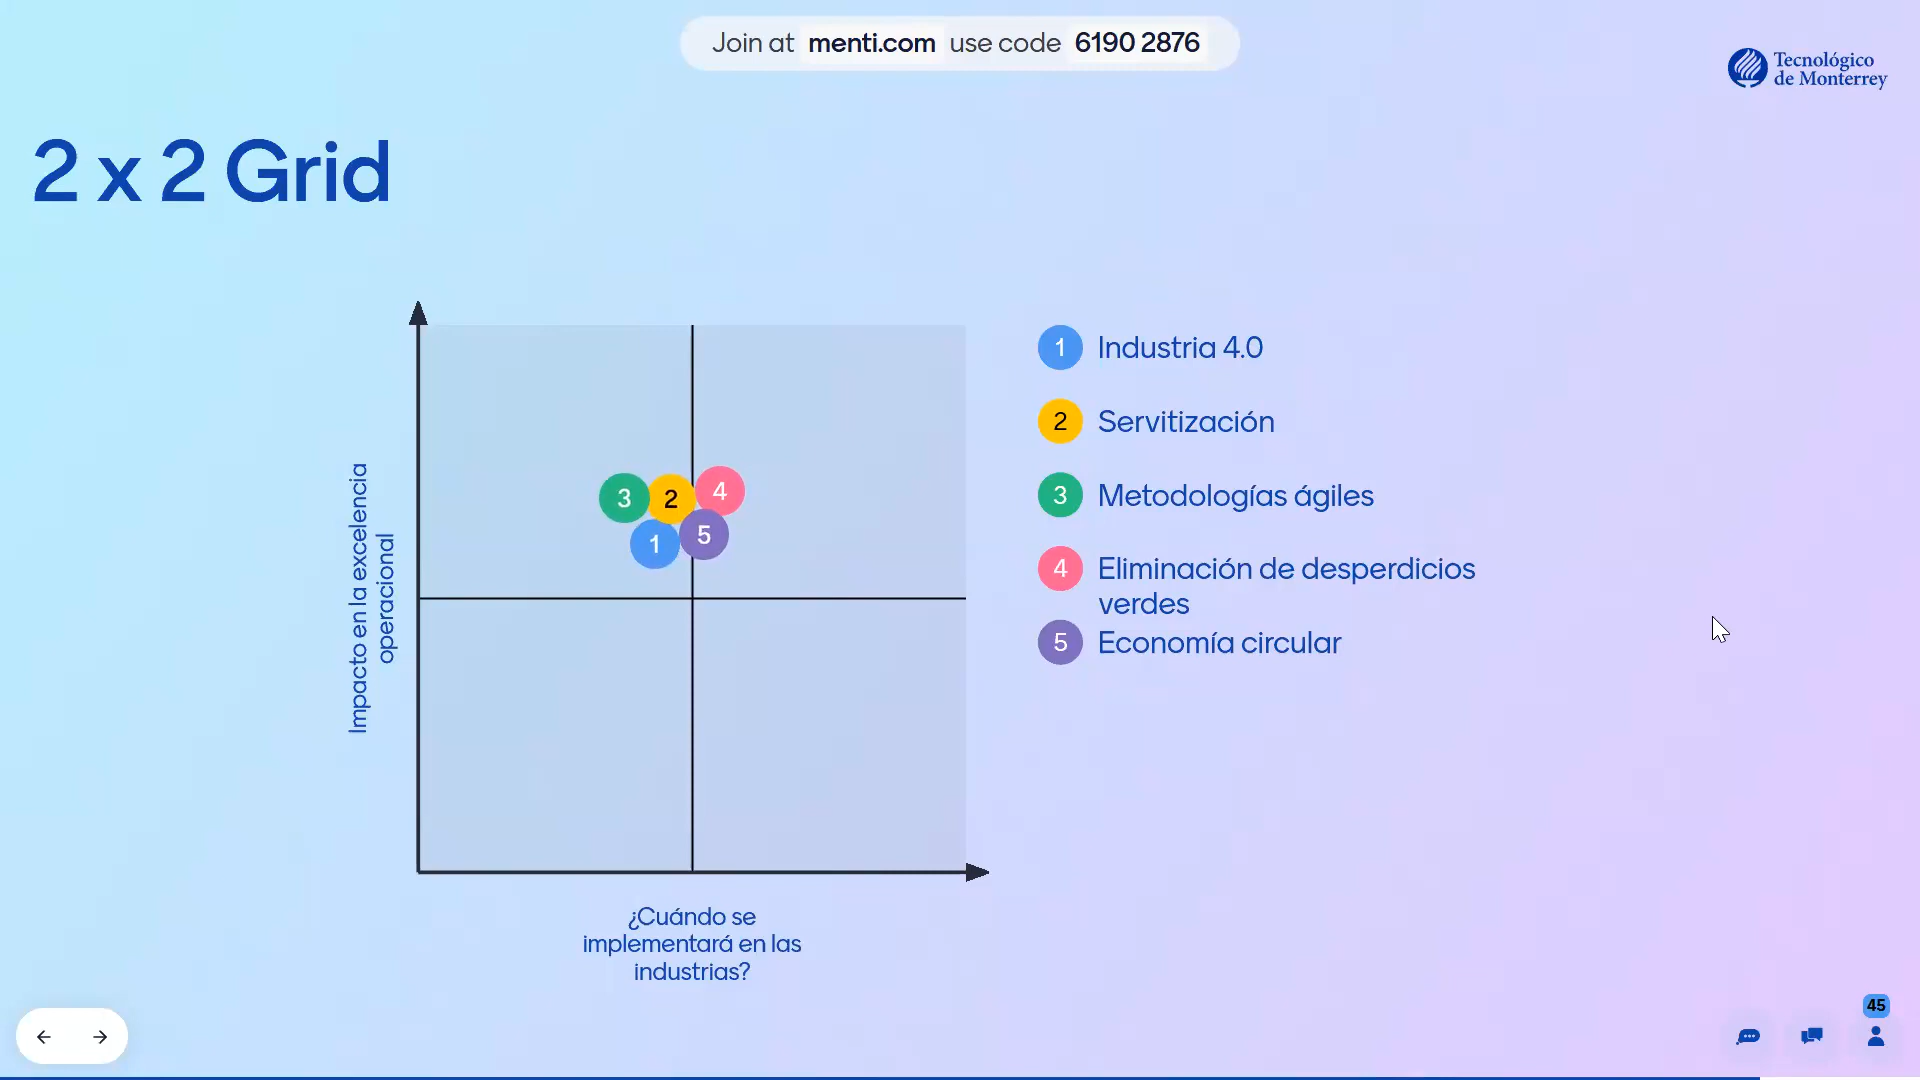 Join at menti.com use code 6190 2876
Tecnológico
de Monterrey
2 x 2 Grid
Impacto en la excelencia
operacional
3
2
4
1
5
¿Cuándo se
implementará en las
industrias?
1 Industria 4.0
2 Servitización
3 Metodologías ágiles
4 Eliminación de desperdicios
verdes
5 Economía circular
45